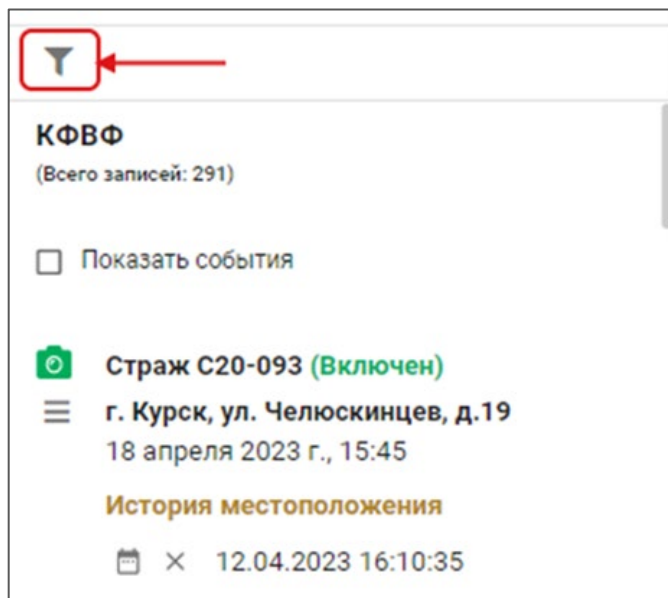 КФВФ
(Всего записей: 291)
Показать события
Страж С20-093 (Включен)
г. Курск, ул. Челюскинцев, д.19
18 апреля 2023 г., 15:45
История местоположения
12.04.2023 16:10:35